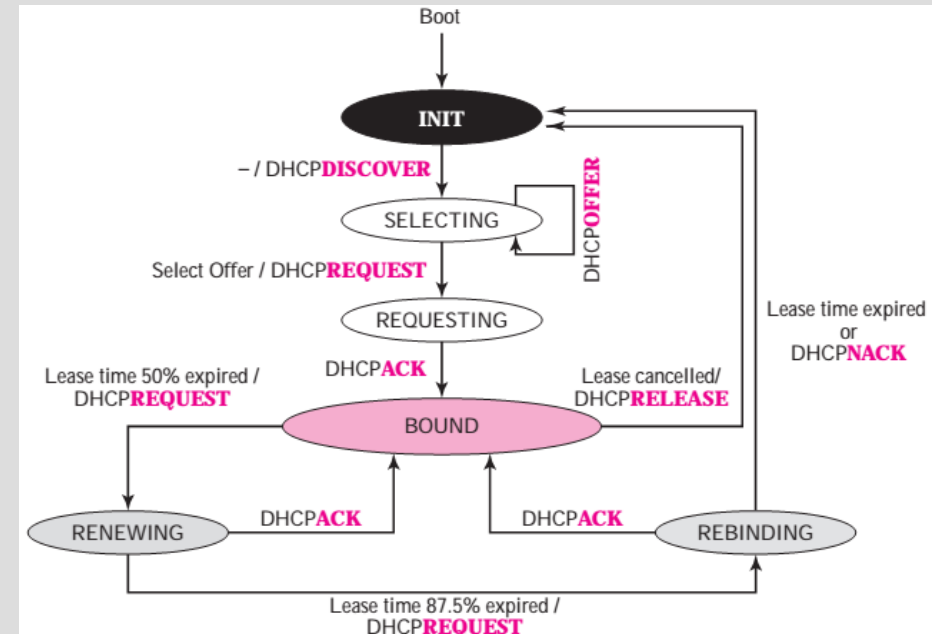 Boot
INIT
– / DHCPDISCOVER
DHCPOFFER
SELECTING
Select Offer / DHCPREQUEST
REQUESTING
Lease time expired
or
DHCPNACK
DHCPACK
Lease time 50% expired /
DHCPREQUEST
Lease cancelled/
DHCPRELEASE
BOUND
RENEWING
DHCPACK
DHCPACK
REBINDING
Lease time 87.5% expired /
DHCPREQUEST